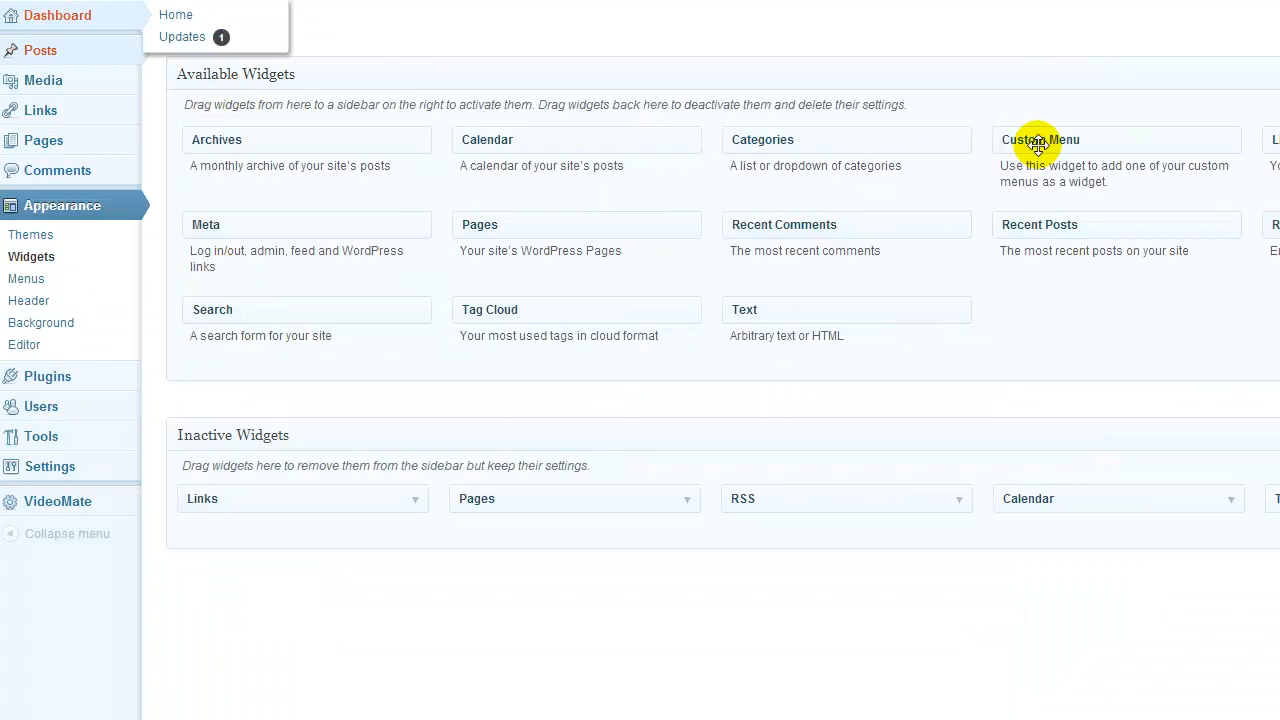 Dashboard
Home
Updates 1
Posts
Media
Links
Pages
Comments
Appearance
Themes
Widgets
Menus
Header
Background
Editor
Plugins
Users
Tools
Settings
VideoMate
Collapse menu
Available Widgets
Drag widgets from here to a sidebar on the right to activate them. Drag widgets back here to deactivate them and delete their settings.
Archives
A monthly archive of your site's posts
Calendar
A calendar of your site's posts
Categories
A list or dropdown of categories
Custom Menu
Use this widget to add one of your custom
menus as a widget.
Meta
Log in/out, admin, feed and WordPress
links
Pages
Your site's WordPress Pages
Recent Comments
The most recent comments
Recent Posts
The most recent posts on your site
Search
A search form for your site
Tag Cloud
Your most used tags in cloud format
Text
Arbitrary text or HTML
Inactive Widgets
Drag widgets here to remove them from the sidebar but keep their settings.
Links
Pages
RSS
Calendar